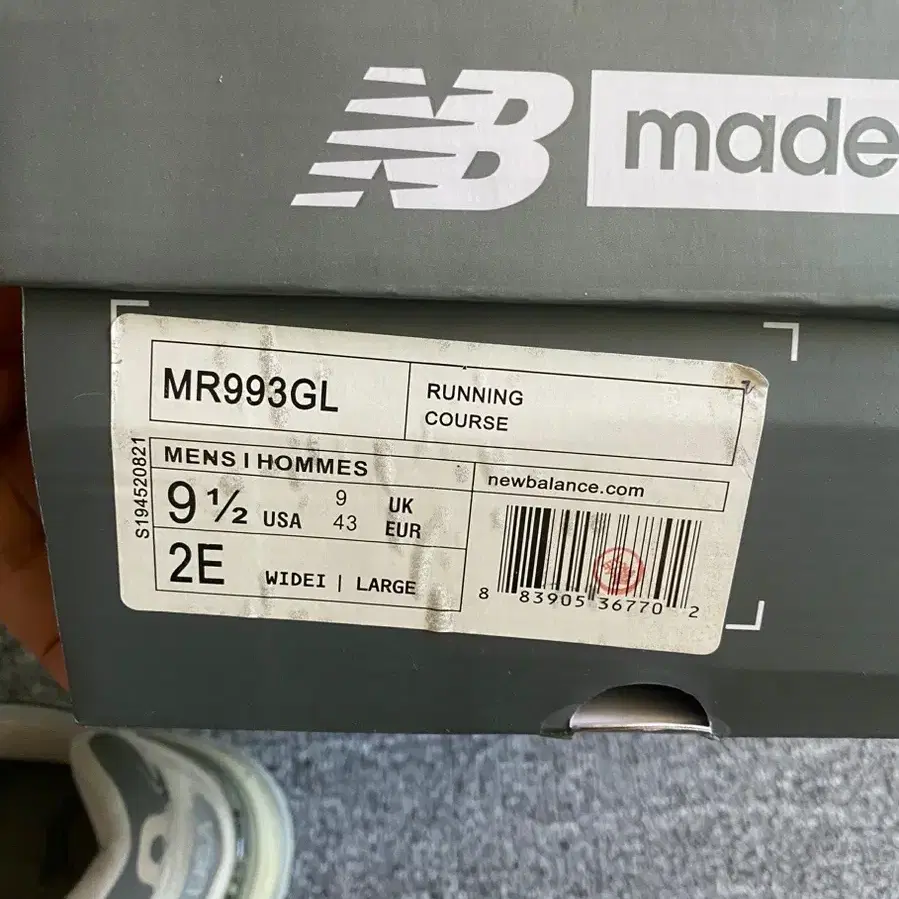 NB made
MR993GL
RUNNING
COURSE
MENS | HOMMES
9 ½ USA 9 UK
43 EUR
2E WIDEI | LARGE
newbalance.com
8 83905 36770 2
S194520821